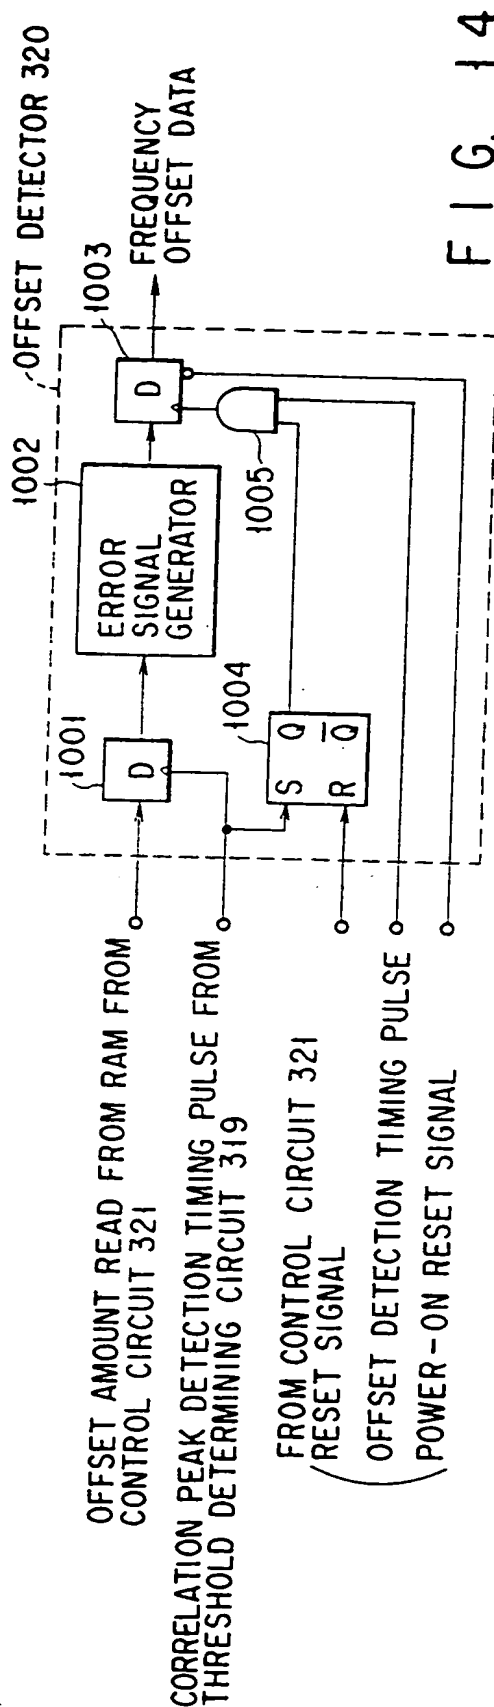 OFFSET DETECTOR 320
1001
1002
1003
D
ERROR
SIGNAL
GENERATOR
D
FREQUENCY
OFFSET DATA
1004
S Q
R Q̅
1005
OFFSET AMOUNT READ FROM RAM FROM
CONTROL CIRCUIT 321
CORRELATION PEAK DETECTION TIMING PULSE FROM
THRESHOLD DETERMINING CIRCUIT 319
FROM CONTROL CIRCUIT 321
RESET SIGNAL
OFFSET DETECTION TIMING PULSE
POWER-ON RESET SIGNAL
FIG. 14